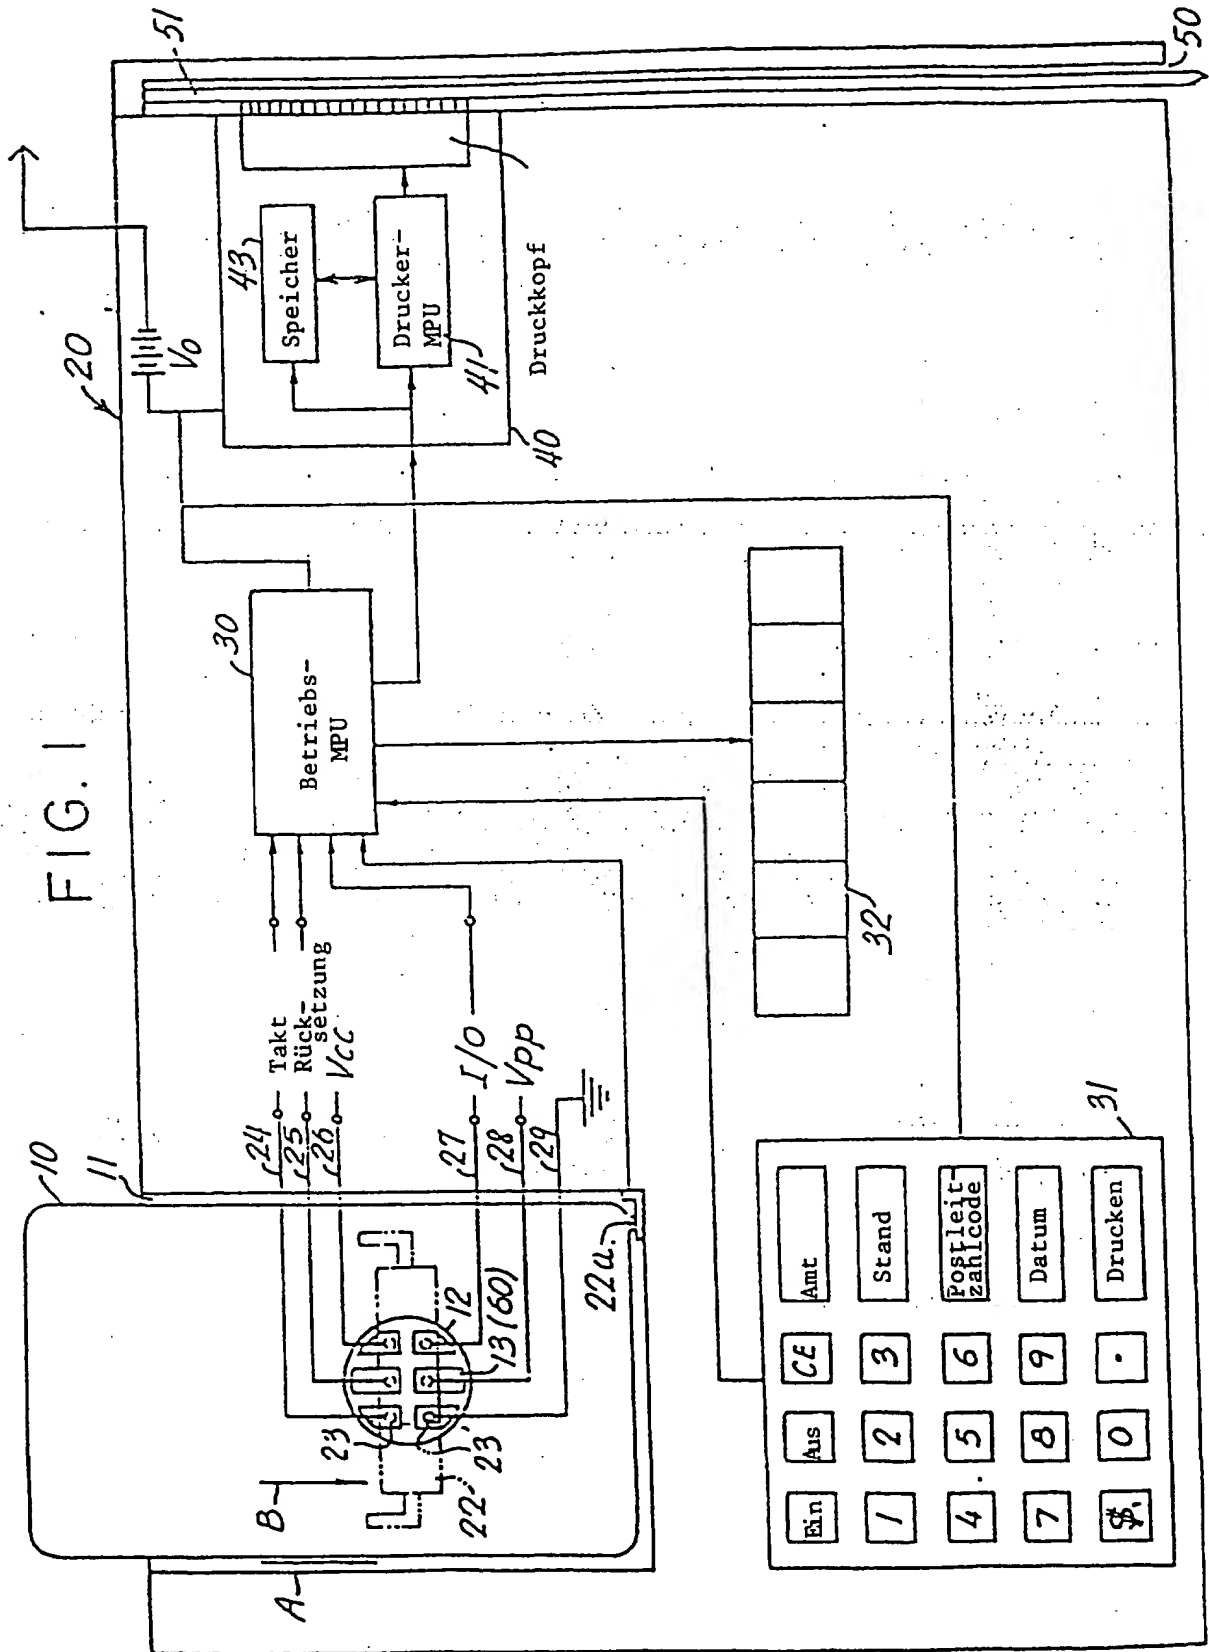 FIG. 1
20
10
11
A
B
22
23
23
12
13 (60)
22a
24
25
26
27
28
29
Takt
Rück-
setzung
Vcc
I/O
Vpp
30
Betriebs-
MPU
Vo
43
Speicher
Drucker-
MPU
41
40
Druckkopf
51
50
32
31
Ein Aus CE Amt
1 2 3 Stand
4 5 6 Postleit-
zahlcode
7 8 9 Datum
$ 0 . Drucken